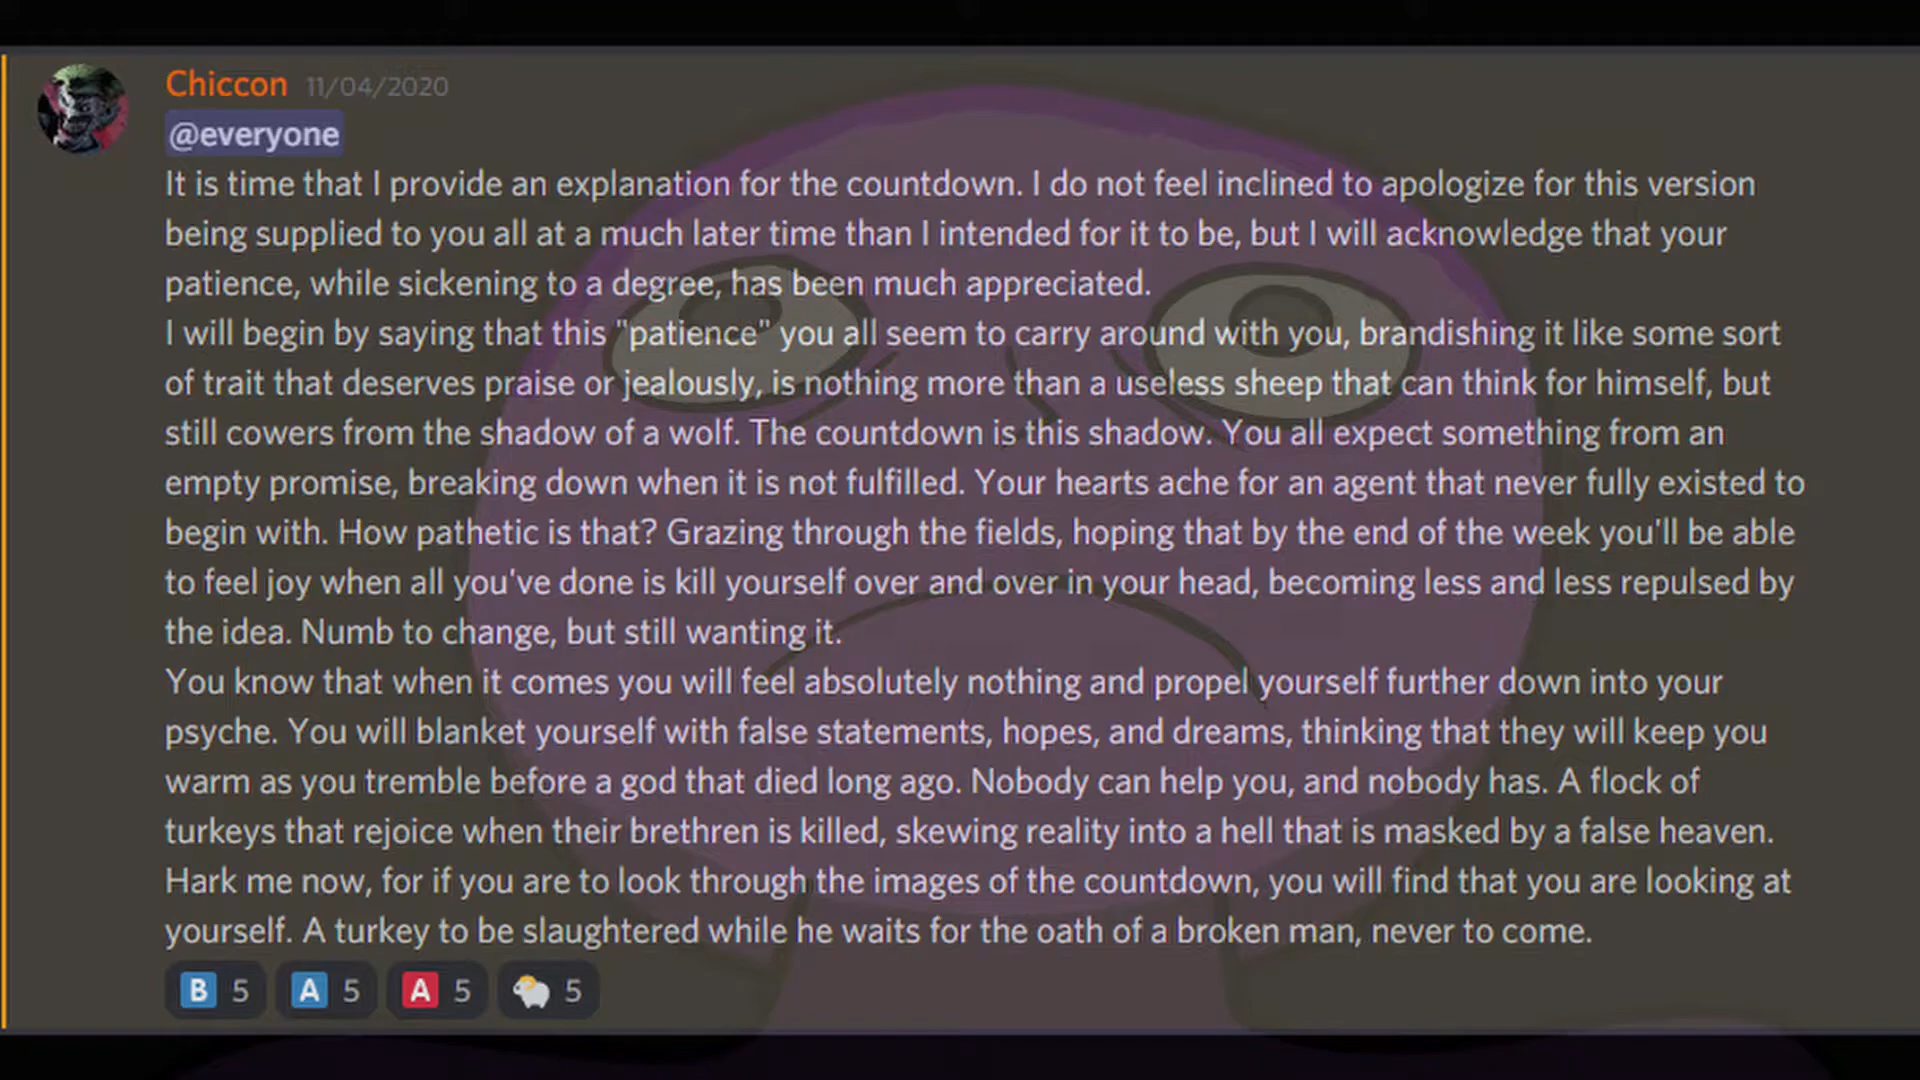 Chiccon 11/04/2020
@everyone
It is time that I provide an explanation for the countdown. I do not feel inclined to apologize for this version
being supplied to you all at a much later time than I intended for it to be, but I will acknowledge that your
patience, while sickening to a degree, has been much appreciated.
I will begin by saying that this "patience" you all seem to carry around with you, brandishing it like some sort
of trait that deserves praise or jealously, is nothing more than a useless sheep that can think for himself, but
still cowers from the shadow of a wolf. The countdown is this shadow. You all expect something from an
empty promise, breaking down when it is not fulfilled. Your hearts ache for an agent that never fully existed to
begin with. How pathetic is that? Grazing through the fields, hoping that by the end of the week you'll be able
to feel joy when all you've done is kill yourself over and over in your head, becoming less and less repulsed by
the idea. Numb to change, but still wanting it.
You know that when it comes you will feel absolutely nothing and propel yourself further down into your
psyche. You will blanket yourself with false statements, hopes, and dreams, thinking that they will keep you
warm as you tremble before a god that died long ago. Nobody can help you, and nobody has. A flock of
turkeys that rejoice when their brethren is killed, skewing reality into a hell that is masked by a false heaven.
Hark me now, for if you are to look through the images of the countdown, you will find that you are looking at
yourself. A turkey to be slaughtered while he waits for the oath of a broken man, never to come.
B 5 A 5 A 5 5